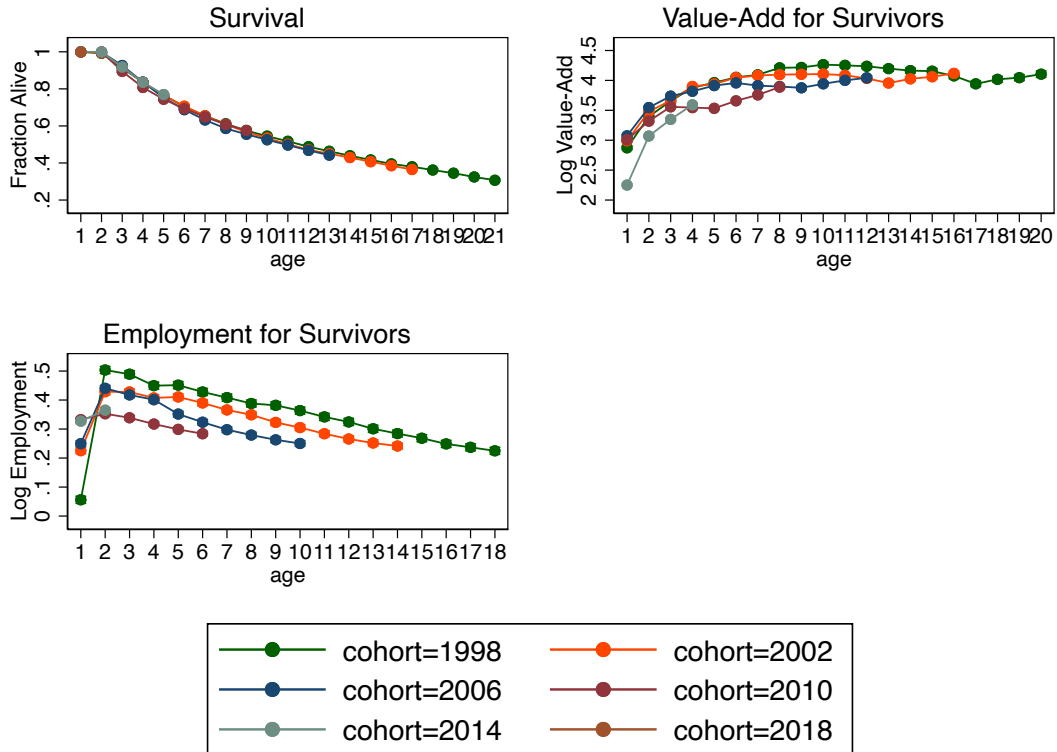 Survival
Fraction Alive
1
.8
.6
.4
.2
1 2 3 4 5 6 7 8 9 10 11 12 13 14 15 16 17 18 19 20 21
age
Value-Add for Survivors
Log Value-Add
4.5
4
3.5
3
2.5
2
1 2 3 4 5 6 7 8 9 10 11 12 13 14 15 16 17 18 19 20
age
Employment for Survivors
Log Employment
.5
.4
.3
.2
.1
0
1 2 3 4 5 6 7 8 9 10 11 12 13 14 15 16 17 18
age
cohort=1998 cohort=2002
cohort=2006 cohort=2010
cohort=2014 cohort=2018